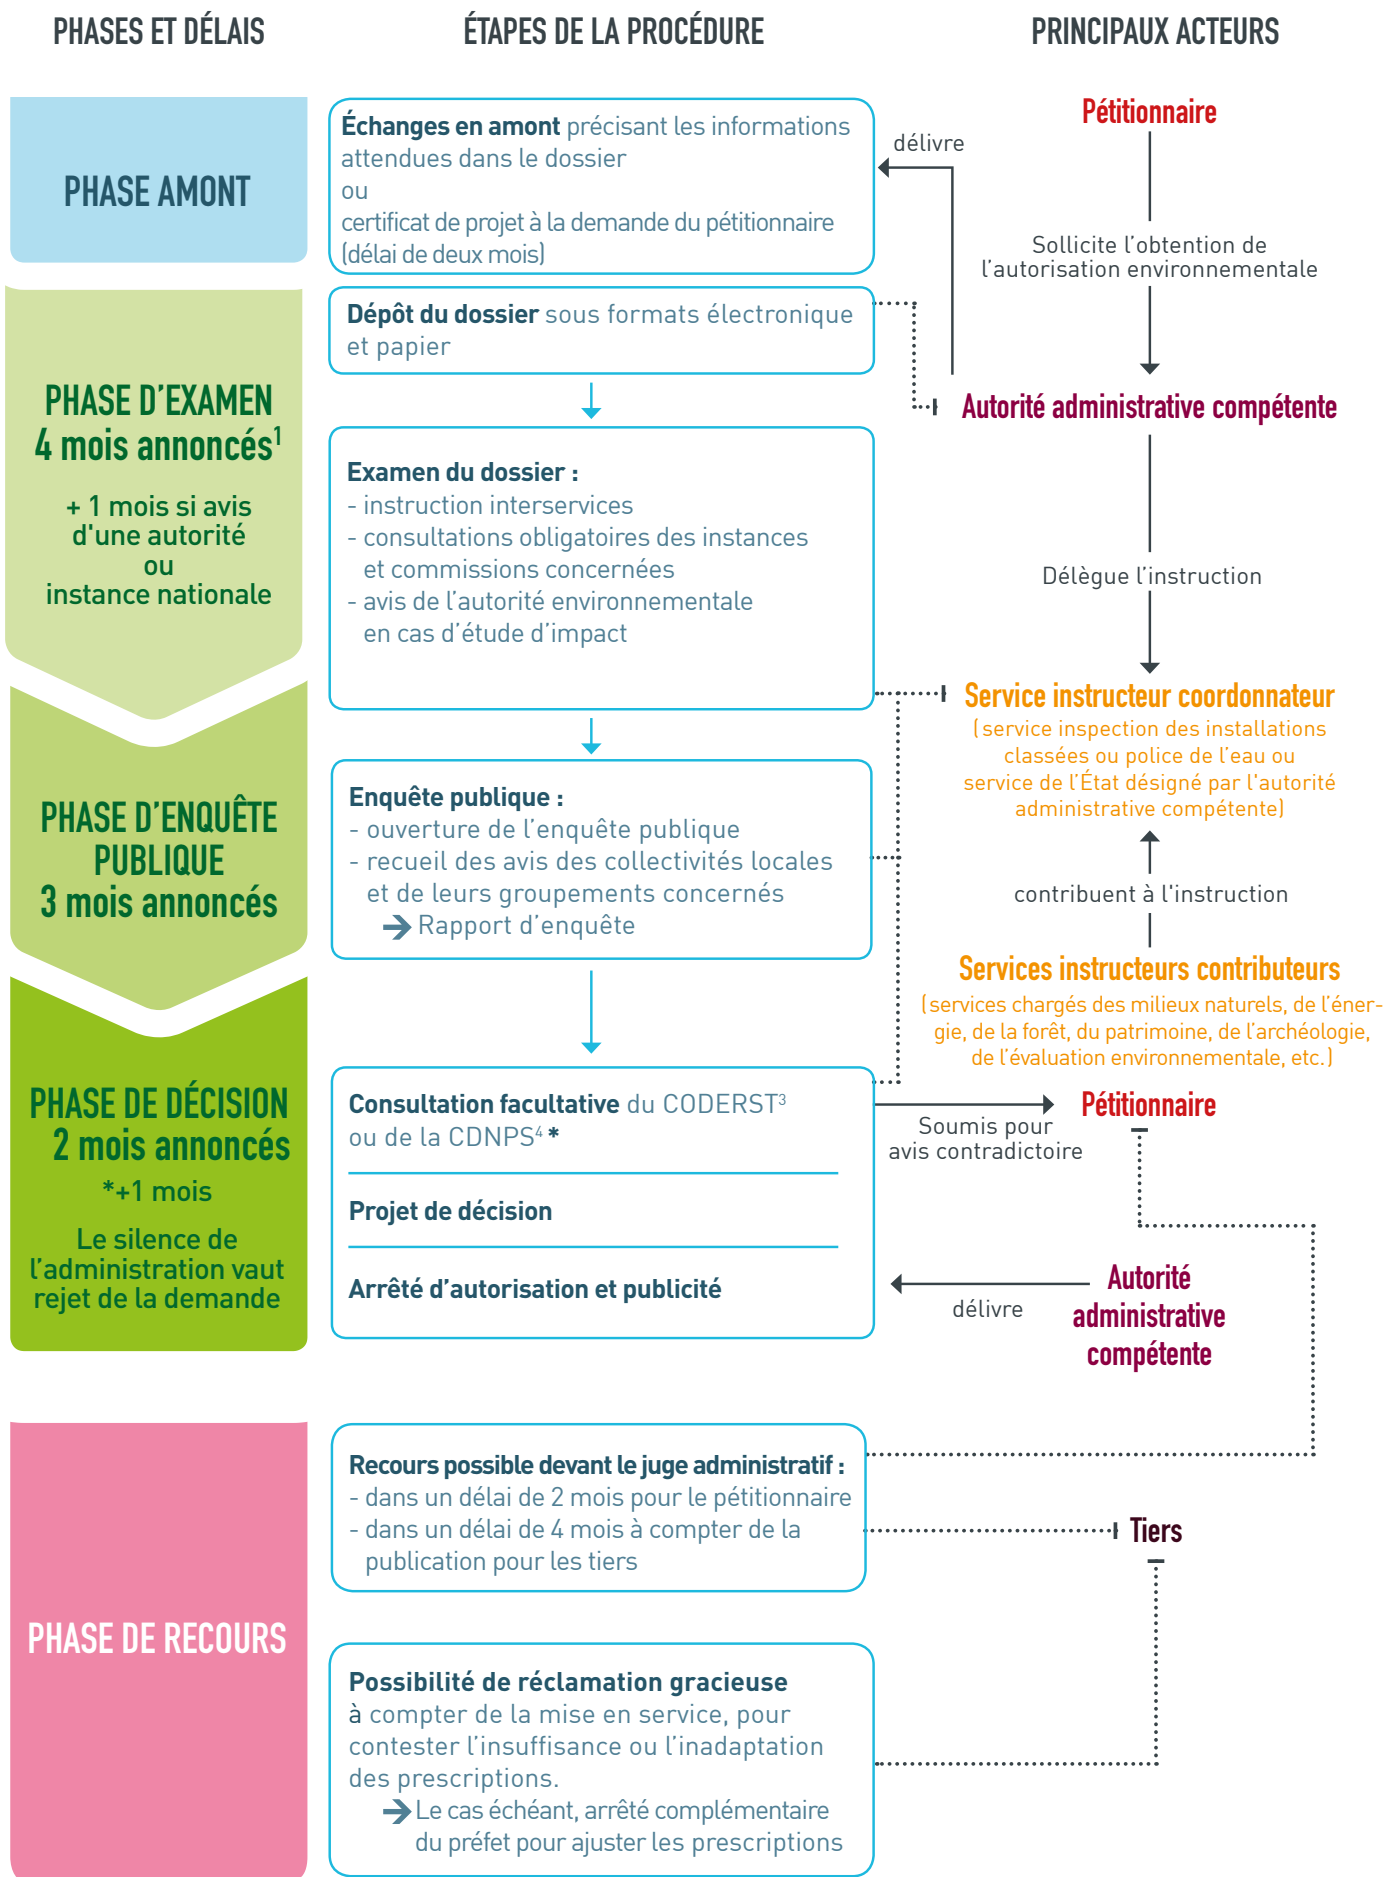 PHASES ET DÉLAIS
ÉTAPES DE LA PROCÉDURE
PRINCIPAUX ACTEURS
PHASE AMONT
Échanges en amont précisant les informations
attendues dans le dossier
ou
certificat de projet à la demande du pétitionnaire
(délai de deux mois)
délivre
Pétitionnaire
Sollicite l’obtention de
l’autorisation environnementale
PHASE D’EXAMEN
4 mois annoncés¹
+ 1 mois si avis
d'une autorité
ou
instance nationale
Dépôt du dossier sous formats électronique
et papier
Autorité administrative compétente
Examen du dossier :
- instruction interservices
- consultations obligatoires des instances
et commissions concernées
- avis de l’autorité environnementale
en cas d’étude d’impact
Délègue l’instruction
Service instructeur coordonnateur
(service inspection des installations
classées ou police de l’eau ou
service de l’État désigné par l'autorité
administrative compétente)
PHASE D’ENQUÊTE
PUBLIQUE
3 mois annoncés
Enquête publique :
- ouverture de l’enquête publique
- recueil des avis des collectivités locales
et de leurs groupements concernés
➔ Rapport d’enquête
contribuent à l'instruction
Services instructeurs contributeurs
(services chargés des milieux naturels, de l’éner-
gie, de la forêt, du patrimoine, de l’archéologie,
de l’évaluation environnementale, etc.)
PHASE DE DÉCISION
2 mois annoncés
*+1 mois
Le silence de
l’administration vaut
rejet de la demande
Consultation facultative du CODERST³
ou de la CDNPS⁴ *
Projet de décision
Arrêté d’autorisation et publicité
Soumis pour
avis contradictoire
Pétitionnaire
délivre
Autorité
administrative
compétente
PHASE DE RECOURS
Recours possible devant le juge administratif :
- dans un délai de 2 mois pour le pétitionnaire
- dans un délai de 4 mois à compter de la
publication pour les tiers
Tiers
Possibilité de réclamation gracieuse
à compter de la mise en service, pour
contester l’insuffisance ou l’inadaptation
des prescriptions.
➔ Le cas échéant, arrêté complémentaire
du préfet pour ajuster les prescriptions